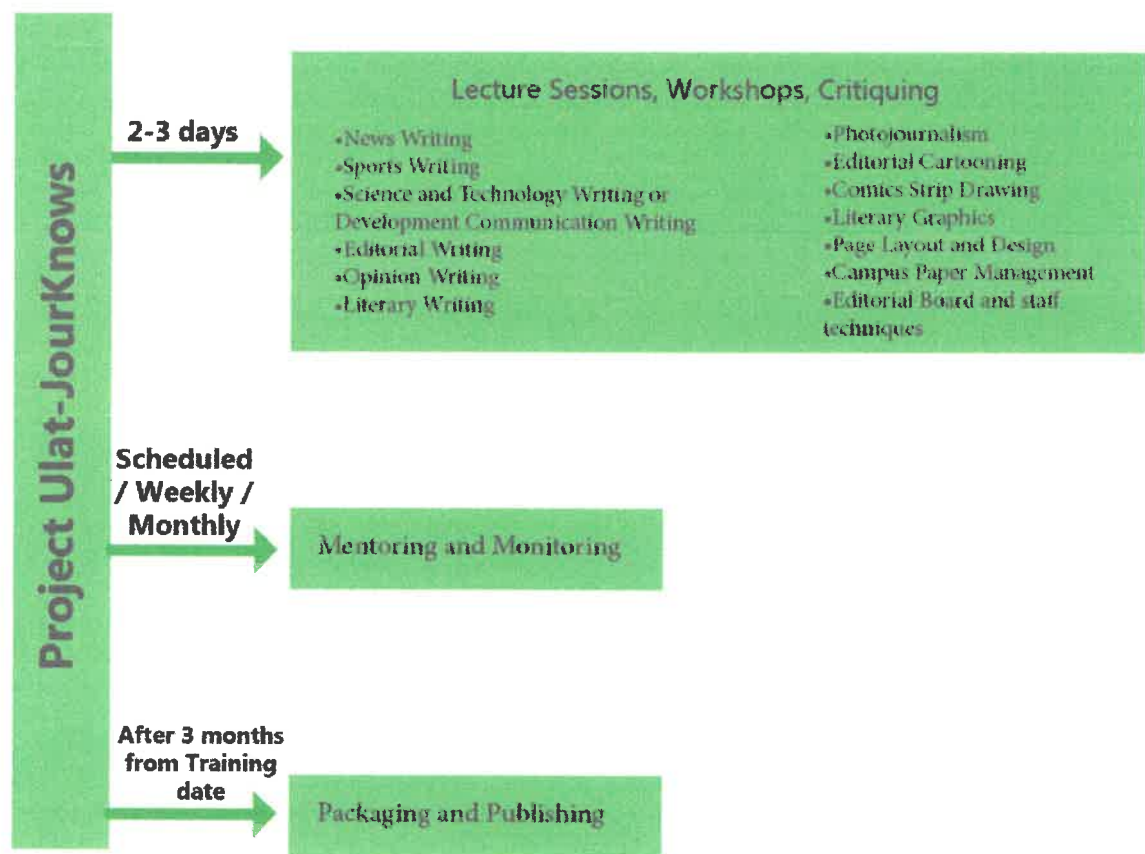 Project Ulat-JourKnows
2-3 days
Lecture Sessions, Workshops, Critiquing
•News Writing
•Sports Writing
•Science and Technology Writing or
Development Communication Writing
•Editorial Writing
•Opinion Writing
•Literary Writing
•Photojournalism
•Editorial Cartooning
•Comics Strip Drawing
•Literary Graphics
•Page Layout and Design
•Campus Paper Management
•Editorial Board and staff
techniques
Scheduled
/ Weekly /
Monthly
Mentoring and Monitoring
After 3 months
from Training
date
Packaging and Publishing